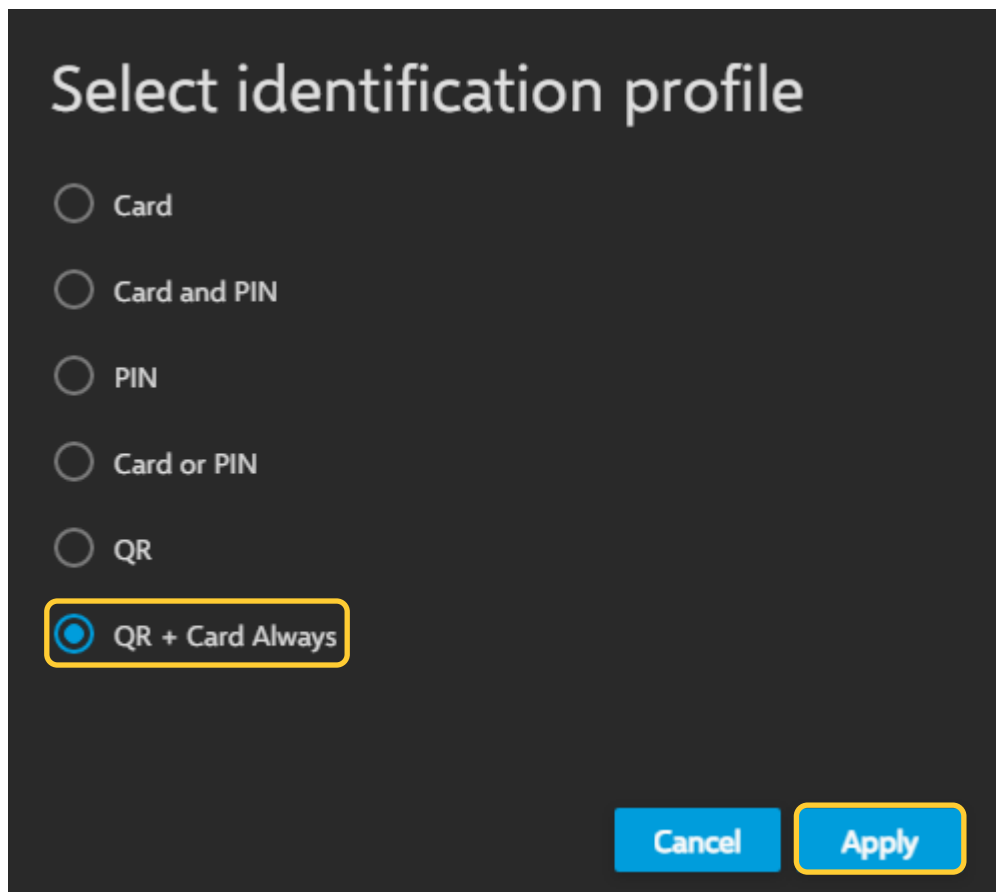 Select identification profile
Card
Card and PIN
PIN
Card or PIN
QR
QR + Card Always
Cancel
Apply